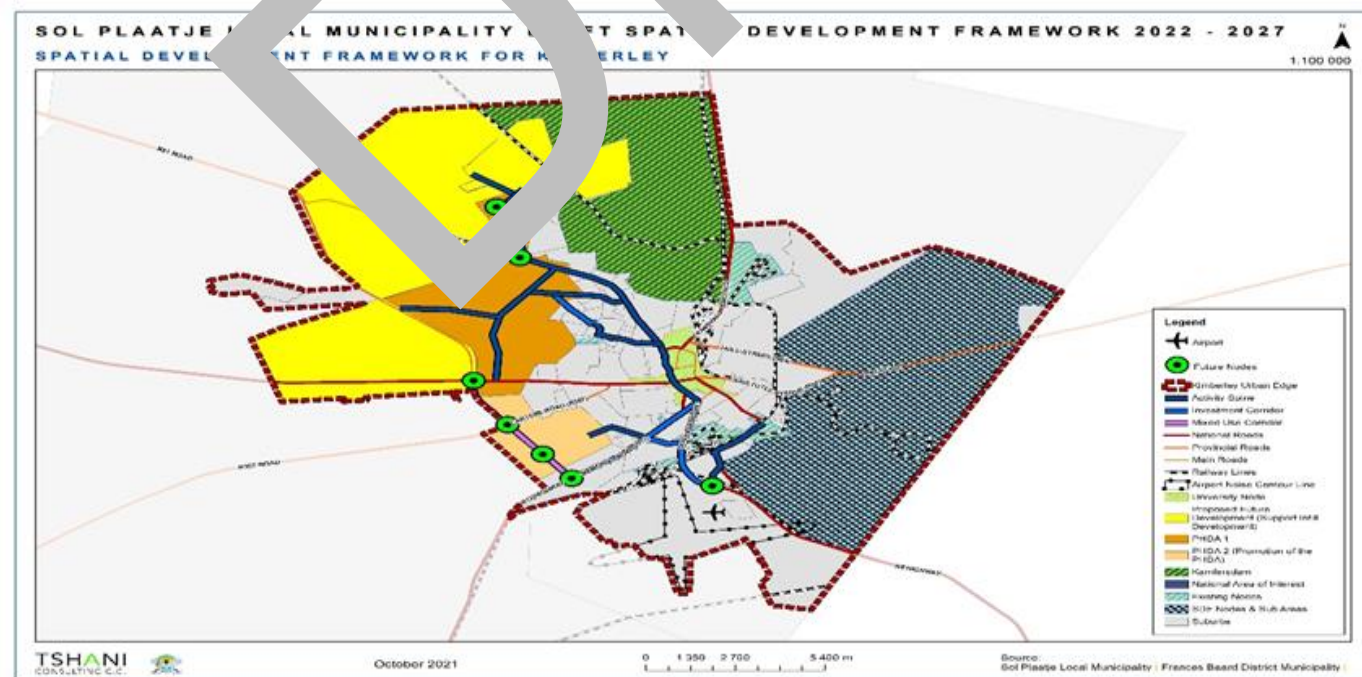 SOL PLAATJE L AL MUNICIPALITY D FT SPAT DEVELOPMENT FRAMEWORK 2022 - 2027
SPATIAL DEVEL ENT FRAMEWORK FOR K ERLEY
N
1:100 000
Legend
Airport
Future Nodes
Kimberley Urban Edge
Activity Spine
Investment Corridor
Mixed Use Corridor
National Roads
Provincial Roads
Main Roads
Railway Lines
Airport Noise Contour Line
University Node
Proposed Future
Development (Support Infill
Development)
PHDA 1
PHDA 2 (Promotion of the
PHDA)
Kamfersdam
National Area of Interest
Existing Nodes
SDF Nodes & Sub Areas
Suburbs
TSHANI
CONSULTING C.C.
October 2021
0 1 350 2 700 5 400 m
Source:
Sol Plaatje Local Municipality | Frances Baard District Municipality |